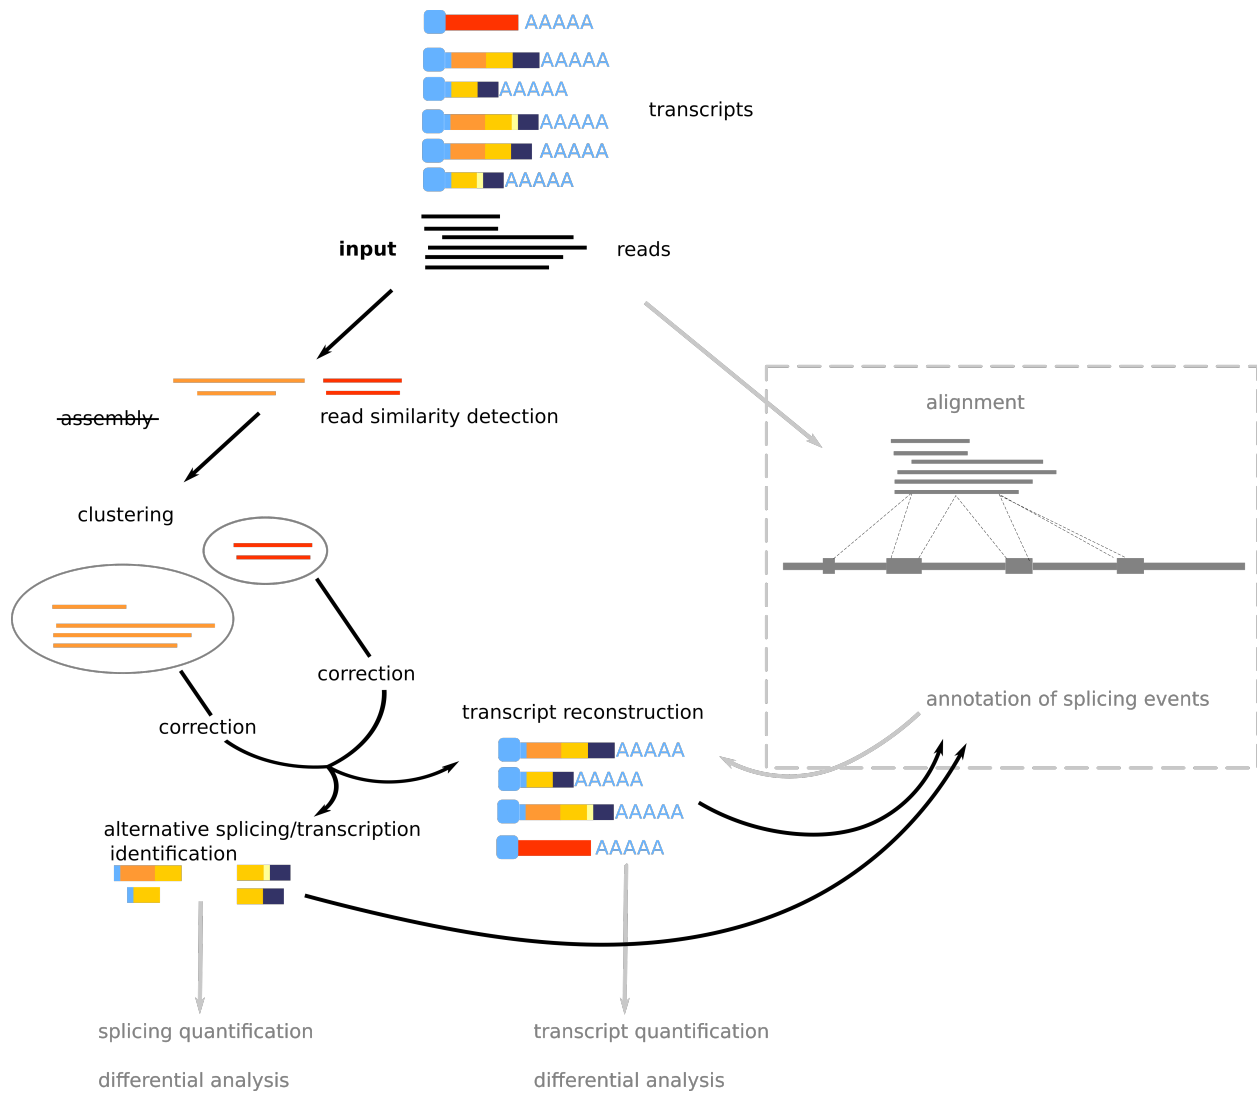 AAAAA
AAAAA
AAAAA
transcripts
AAAAA
AAAAA
AAAAA
input
reads
alignment
assembly
read similarity detection
clustering
correction
correction
annotation of splicing events
transcript reconstruction
AAAAA
AAAAA
AAAAA
AAAAA
alternative splicing/transcription
identification
splicing quantification
differential analysis
transcript quantification
differential analysis